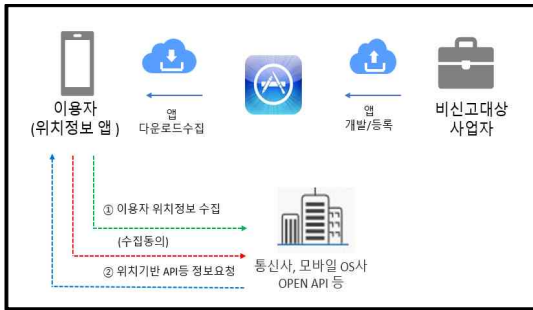 이용자
(위치정보 앱 )
앱
다운로드수집
앱
개발/등록
비신고대상
사업자
① 이용자 위치정보 수집
(수집동의)
② 위치기반 API등 정보요청
통신사, 모바일 OS사
OPEN API 등